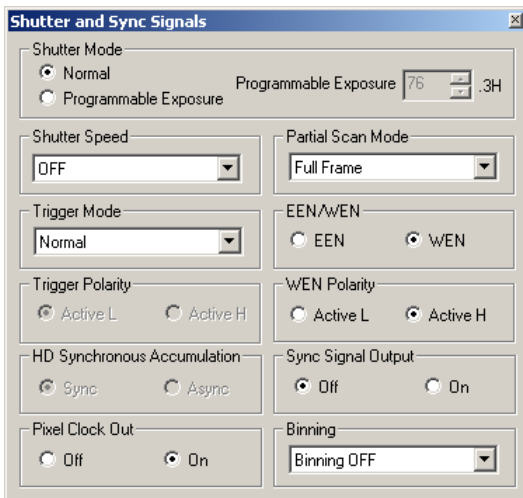 Shutter and Sync Signals
Shutter Mode
Normal
Programmable Exposure
Programmable Exposure 76 .3H
Shutter Speed
OFF
Partial Scan Mode
Full Frame
Trigger Mode
Normal
EEN/WEN
EEN WEN
Trigger Polarity
Active L Active H
WEN Polarity
Active L Active H
HD Synchronous Accumulation
Sync Async
Sync Signal Output
Off On
Pixel Clock Out
Off On
Binning
Binning OFF